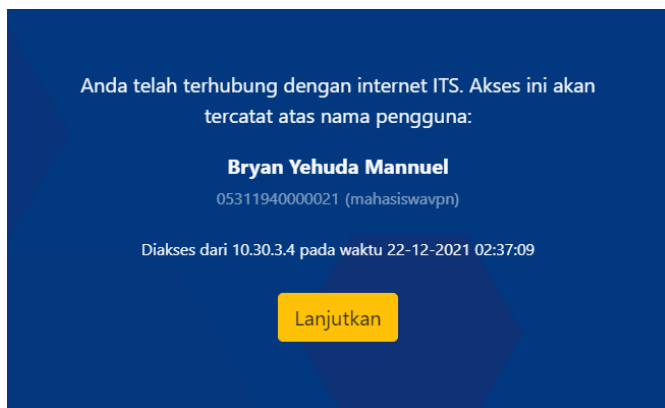 Anda telah terhubung dengan internet ITS. Akses ini akan
tercatat atas nama pengguna:
Bryan Yehuda Mannuel
05311940000021 (mahasiswavpn)
Diakses dari 10.30.3.4 pada waktu 22-12-2021 02:37:09
Lanjutkan